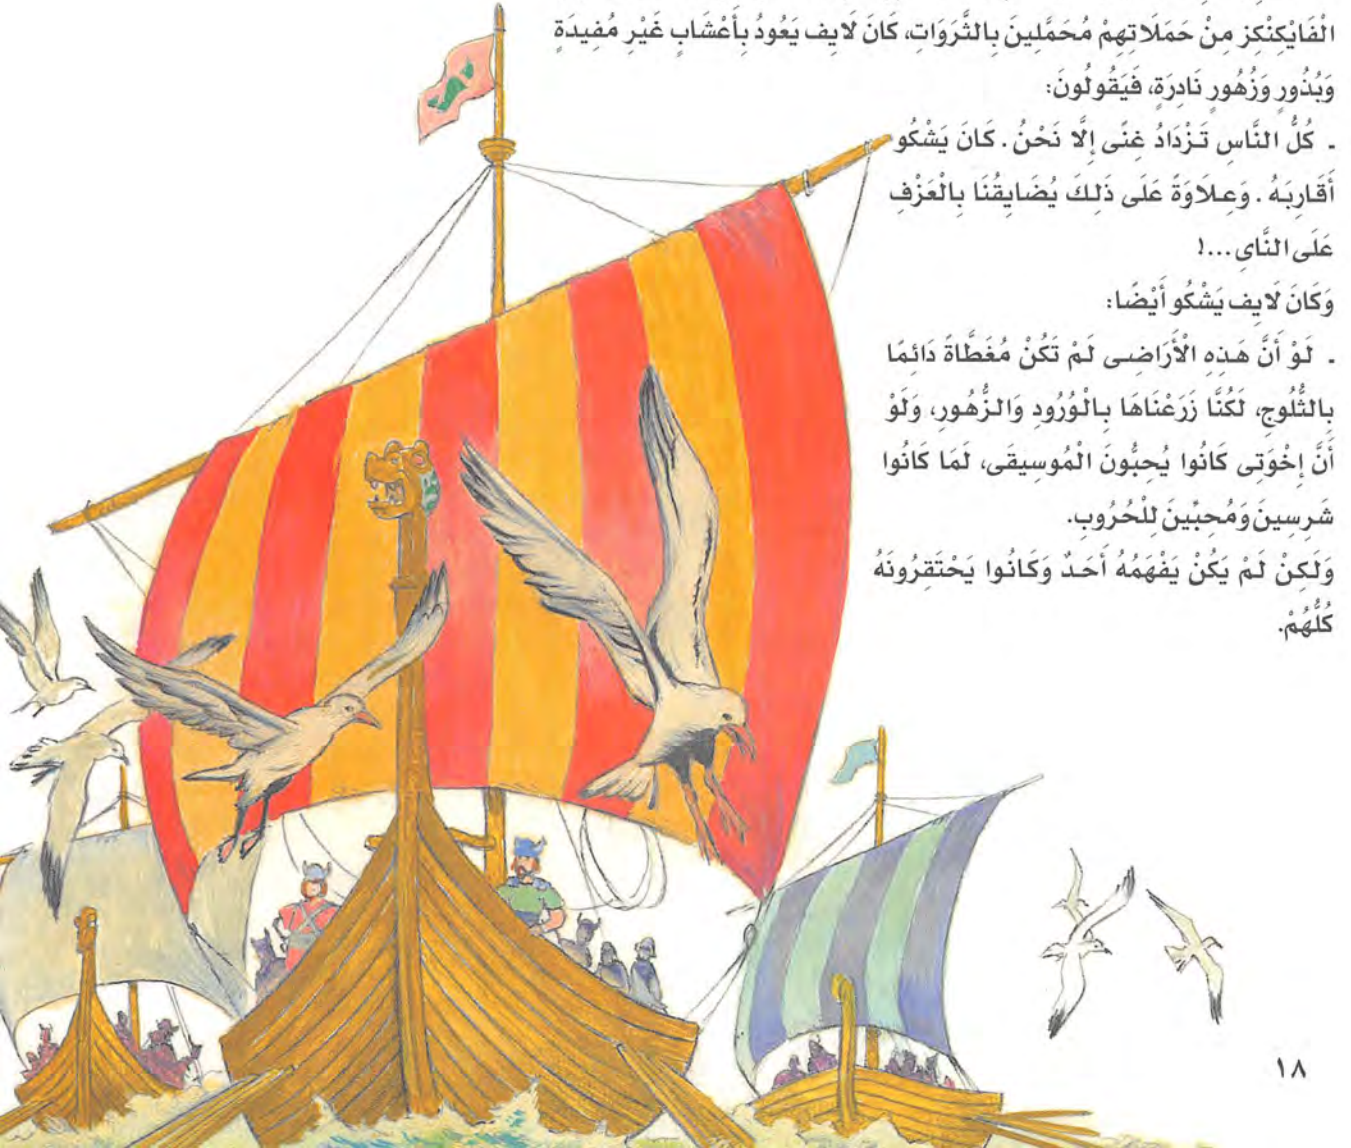 الْفَايْكِنْكز مِنْ حَمَلَاتِهِمْ مُحَمَّلِينَ بِالثَّرَوَاتِ، كَانَ لَايِف يَعُودُ بِأَعْشَابٍ غَيْرِ مُفِيدَةٍ
وَبُذُورٍ وَزُهُورٍ نَادِرَةٍ، فَيَقُولُونَ:
ـ كُلُّ النَّاسِ تَزْدَادُ غِنًى إِلَّا نَحْنُ. كَانَ يَشْكُو
أَقَارِبَهُ. وَعِلَاوَةً عَلَى ذَلِكَ يُضَايِقُنَا بِالْعَزْفِ
عَلَى النَّاىِ...!
وَكَانَ لَايِف يَشْكُو أَيْضًا:
ـ لَوْ أَنَّ هَذِهِ الْأَرَاضِى لَمْ تَكُنْ مُغَطَّاةً دَائِمًا
بِالثُّلُوجِ، لَكُنَّا زَرَعْنَاهَا بِالْوُرُودِ وَالزُّهُورِ، وَلَوْ
أَنَّ إِخْوَتِى كَانُوا يُحِبُّونَ الْمُوسِيقَى، لَمَا كَانُوا
شَرِسِينَ وَمُحِبِّينَ لِلْحُرُوبِ.
وَلَكِنْ لَمْ يَكُنْ يَفْهَمُهُ أَحَدٌ وَكَانُوا يَحْتَقِرُونَهُ
كُلُّهُمْ.
١٨